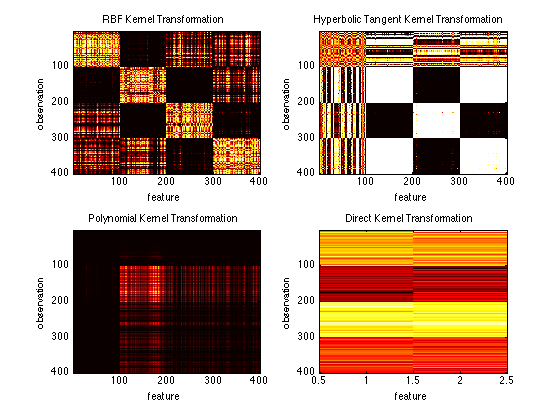 RBF Kernel Transformation
observation
100
200
300
400
100 200 300 400
feature
Hyperbolic Tangent Kernel Transformation
observation
100
200
300
400
100 200 300 400
feature
Polynomial Kernel Transformation
observation
100
200
300
400
100 200 300 400
feature
Direct Kernel Transformation
observation
100
200
300
400
0.5 1 1.5 2 2.5
feature